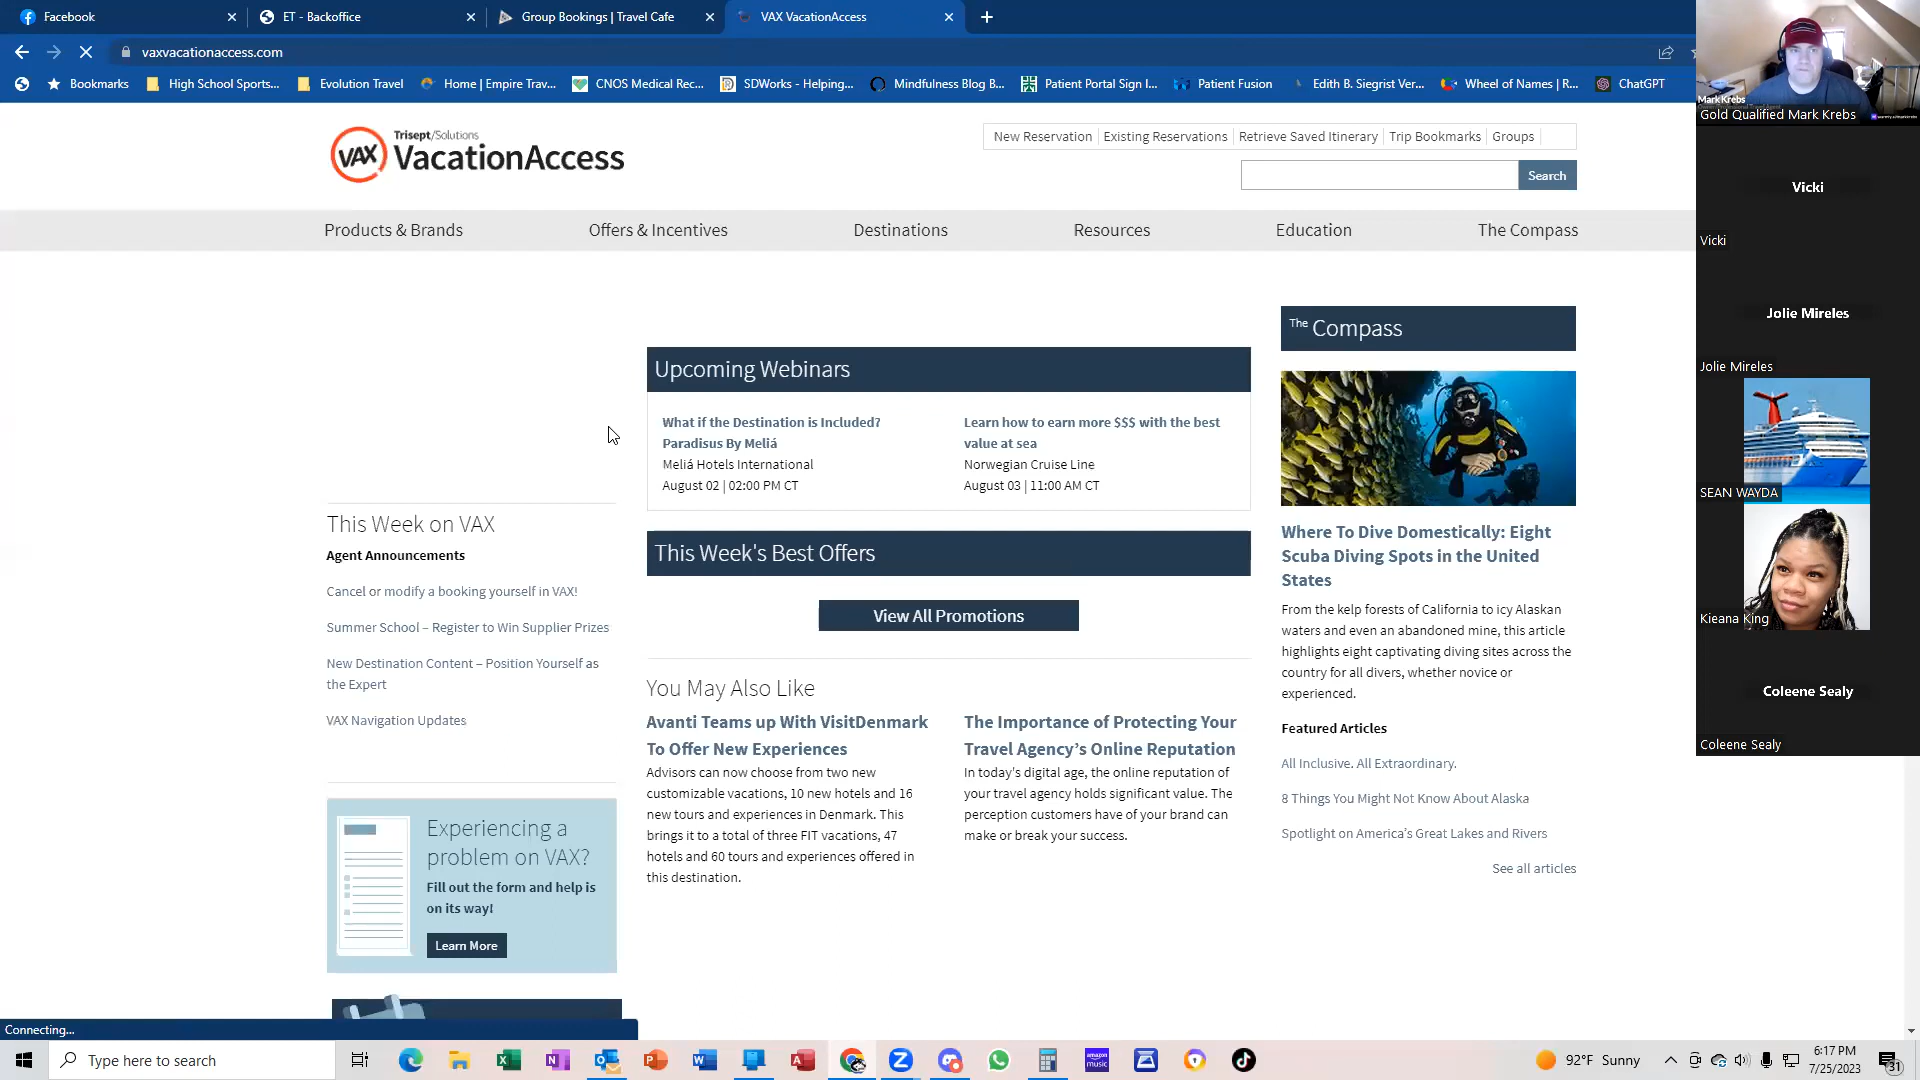 Facebook
ET - Backoffice
Group Bookings | Travel Cafe
VAX VacationAccess
vaxvacationaccess.com
Bookmarks
High School Sports...
Evolution Travel
Home | Empire Trav...
CNOS Medical Rec...
SDWorks - Helping...
Mindfulness Blog B...
Patient Portal Sign I...
Patient Fusion
Edith B. Siegrist Ver...
Wheel of Names | R...
ChatGPT
Trisept/Solutions
VAX VacationAccess
New Reservation
Existing Reservations
Retrieve Saved Itinerary
Trip Bookmarks
Groups
Search
Products & Brands
Offers & Incentives
Destinations
Resources
Education
The Compass
This Week on VAX
Agent Announcements
Cancel or modify a booking yourself in VAX!
Summer School – Register to Win Supplier Prizes
New Destination Content – Position Yourself as
the Expert
VAX Navigation Updates
Experiencing a
problem on VAX?
Fill out the form and help is
on its way!
Learn More
Upcoming Webinars
What if the Destination is Included?
Paradisus By Meliá
Meliá Hotels International
August 02 | 02:00 PM CT
Learn how to earn more $$$ with the best
value at sea
Norwegian Cruise Line
August 03 | 11:00 AM CT
This Week's Best Offers
View All Promotions
You May Also Like
Avanti Teams up With VisitDenmark
To Offer New Experiences
Advisors can now choose from two new
customizable vacations, 10 new hotels and 16
new tours and experiences in Denmark. This
brings it to a total of three FIT vacations, 47
hotels and 60 tours and experiences offered in
this destination.
The Importance of Protecting Your
Travel Agency's Online Reputation
In today's digital age, the online reputation of
your travel agency holds significant value. The
perception customers have of your brand can
make or break your success.
The Compass
Where To Dive Domestically: Eight
Scuba Diving Spots in the United
States
From the kelp forests of California to icy Alaskan
waters and even an abandoned mine, this article
highlights eight captivating diving sites across the
country for all divers, whether novice or
experienced.
Featured Articles
All Inclusive. All Extraordinary.
8 Things You Might Not Know About Alaska
Spotlight on America's Great Lakes and Rivers
See all articles
Mark Krebs
Gold Qualified Mark Krebs
Vicki
Vicki
Jolie Mireles
Jolie Mireles
SEAN WAYDA
Kieana King
Coleene Sealy
Coleene Sealy
Connecting...
Type here to search
amazon
music
92°F Sunny
6:17 PM
7/25/2023
31